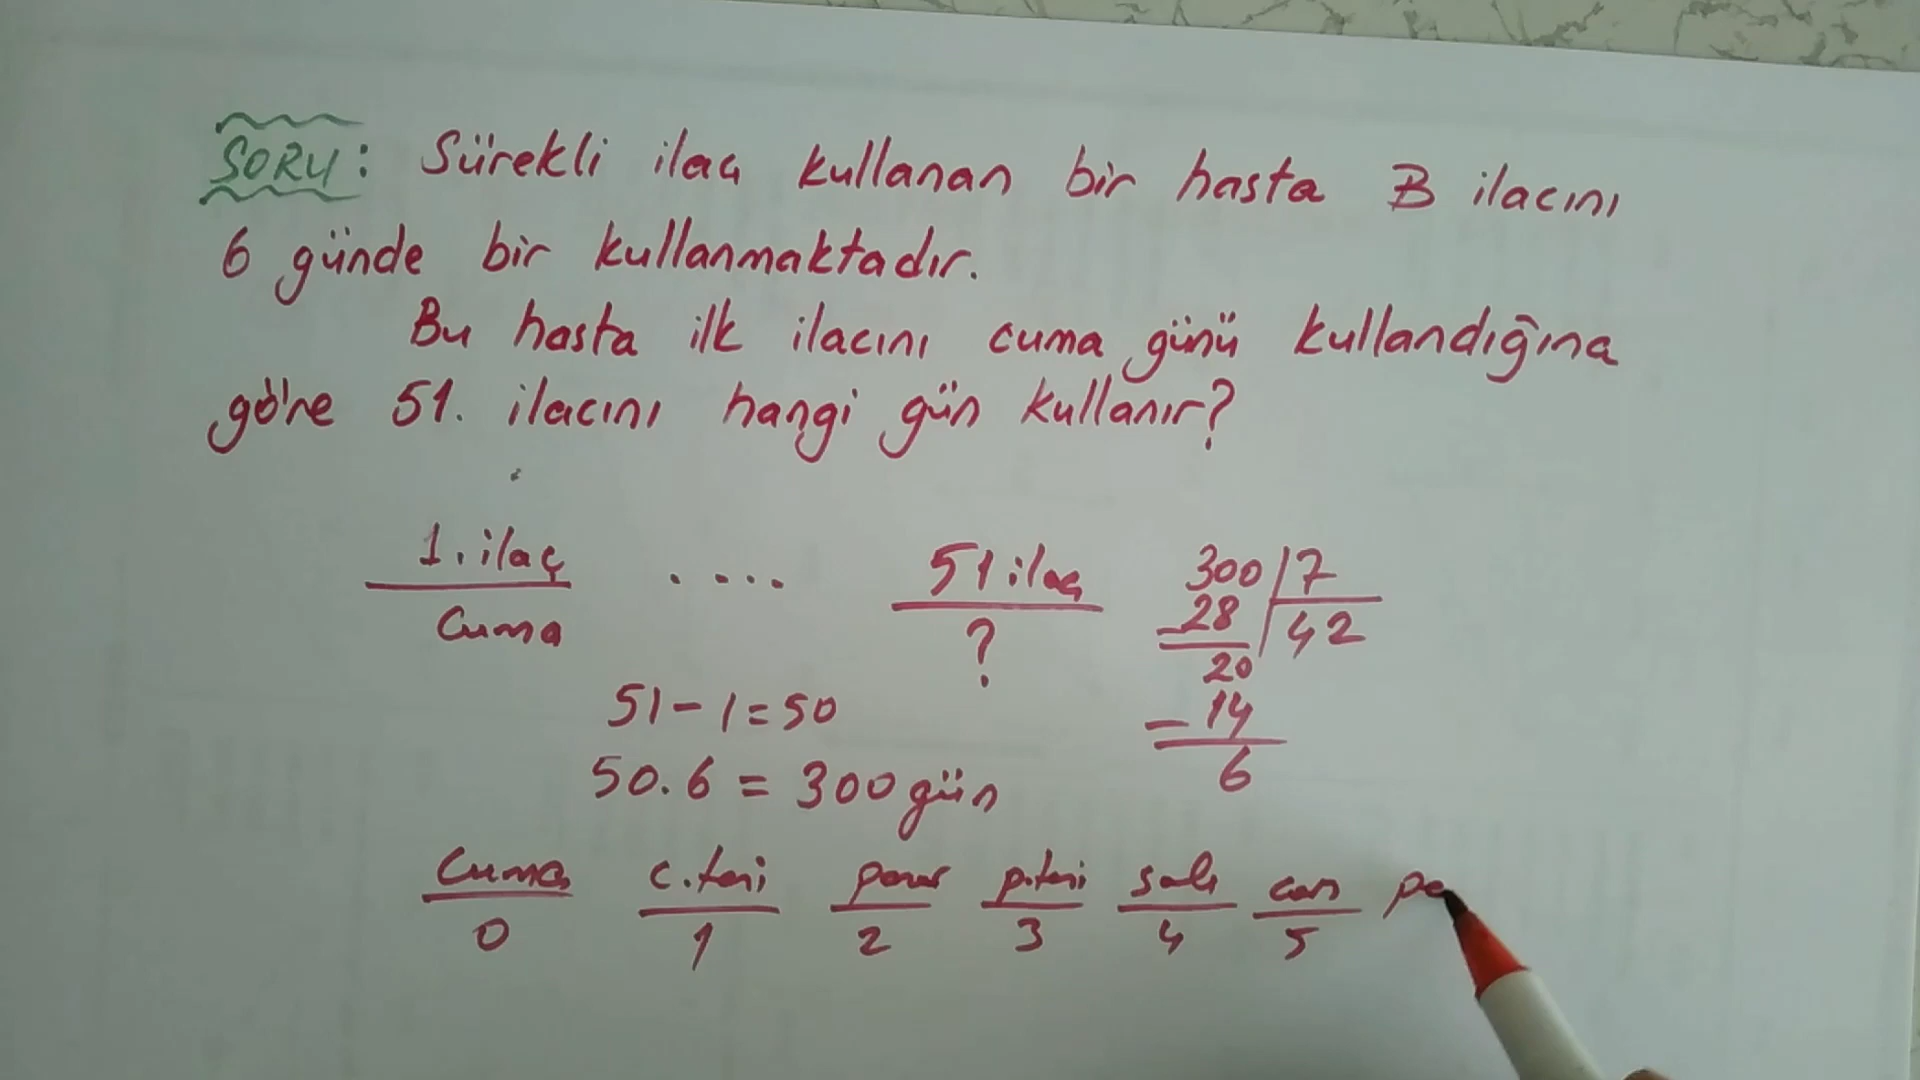 SORU: Sürekli ilaç kullanan bir hasta B ilacını
6 günde bir kullanmaktadır.
Bu hasta ilk ilacını cuma günü kullandığına
göre 51. ilacını hangi gün kullanır?
1. ilaç .... 51 ilaç
Cuma ?
300 7
28 42
20
-14
6
51-1=50
50.6 = 300 gün
Cuma c.tesi pazar p.tesi salı çarş pe
0 1 2 3 4 5